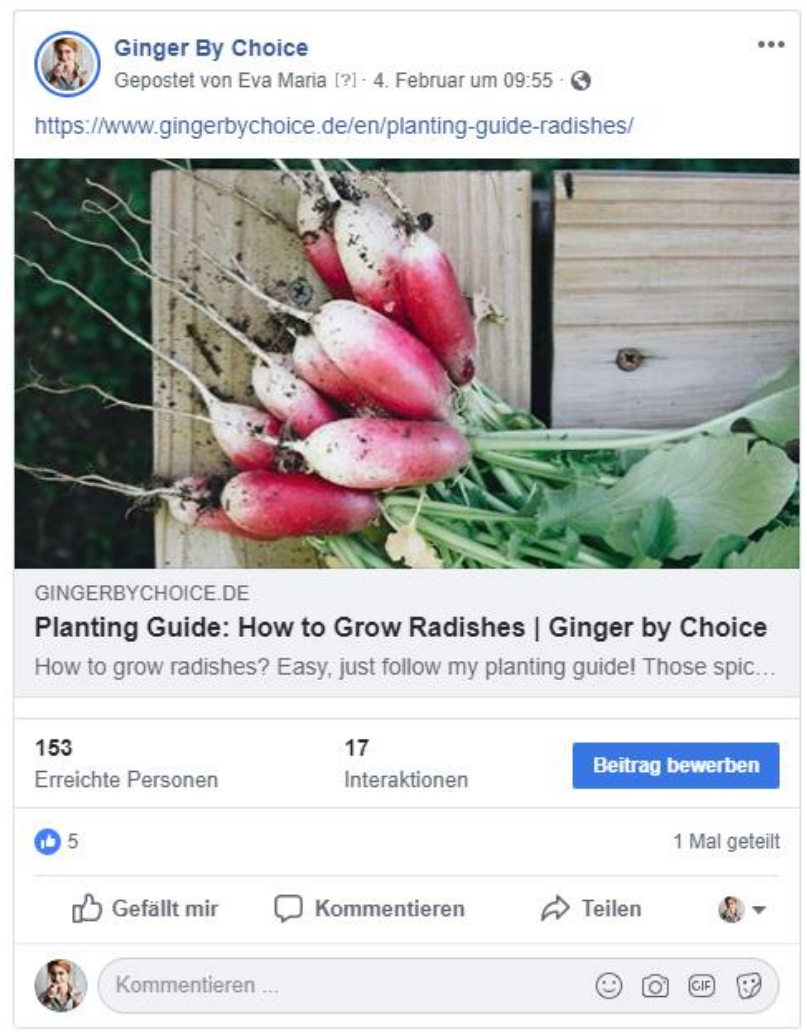 Ginger By Choice
Gepostet von Eva Maria [?] · 4. Februar um 09:55 ·
https://www.gingerbychoice.de/en/planting-guide-radishes/
GINGERBYCHOICE.DE
Planting Guide: How to Grow Radishes | Ginger by Choice
How to grow radishes? Easy, just follow my planting guide! Those spic...
153 17
Erreichte Personen Interaktionen Beitrag bewerben
5 1 Mal geteilt
Gefällt mir Kommentieren Teilen
Kommentieren ... GIF